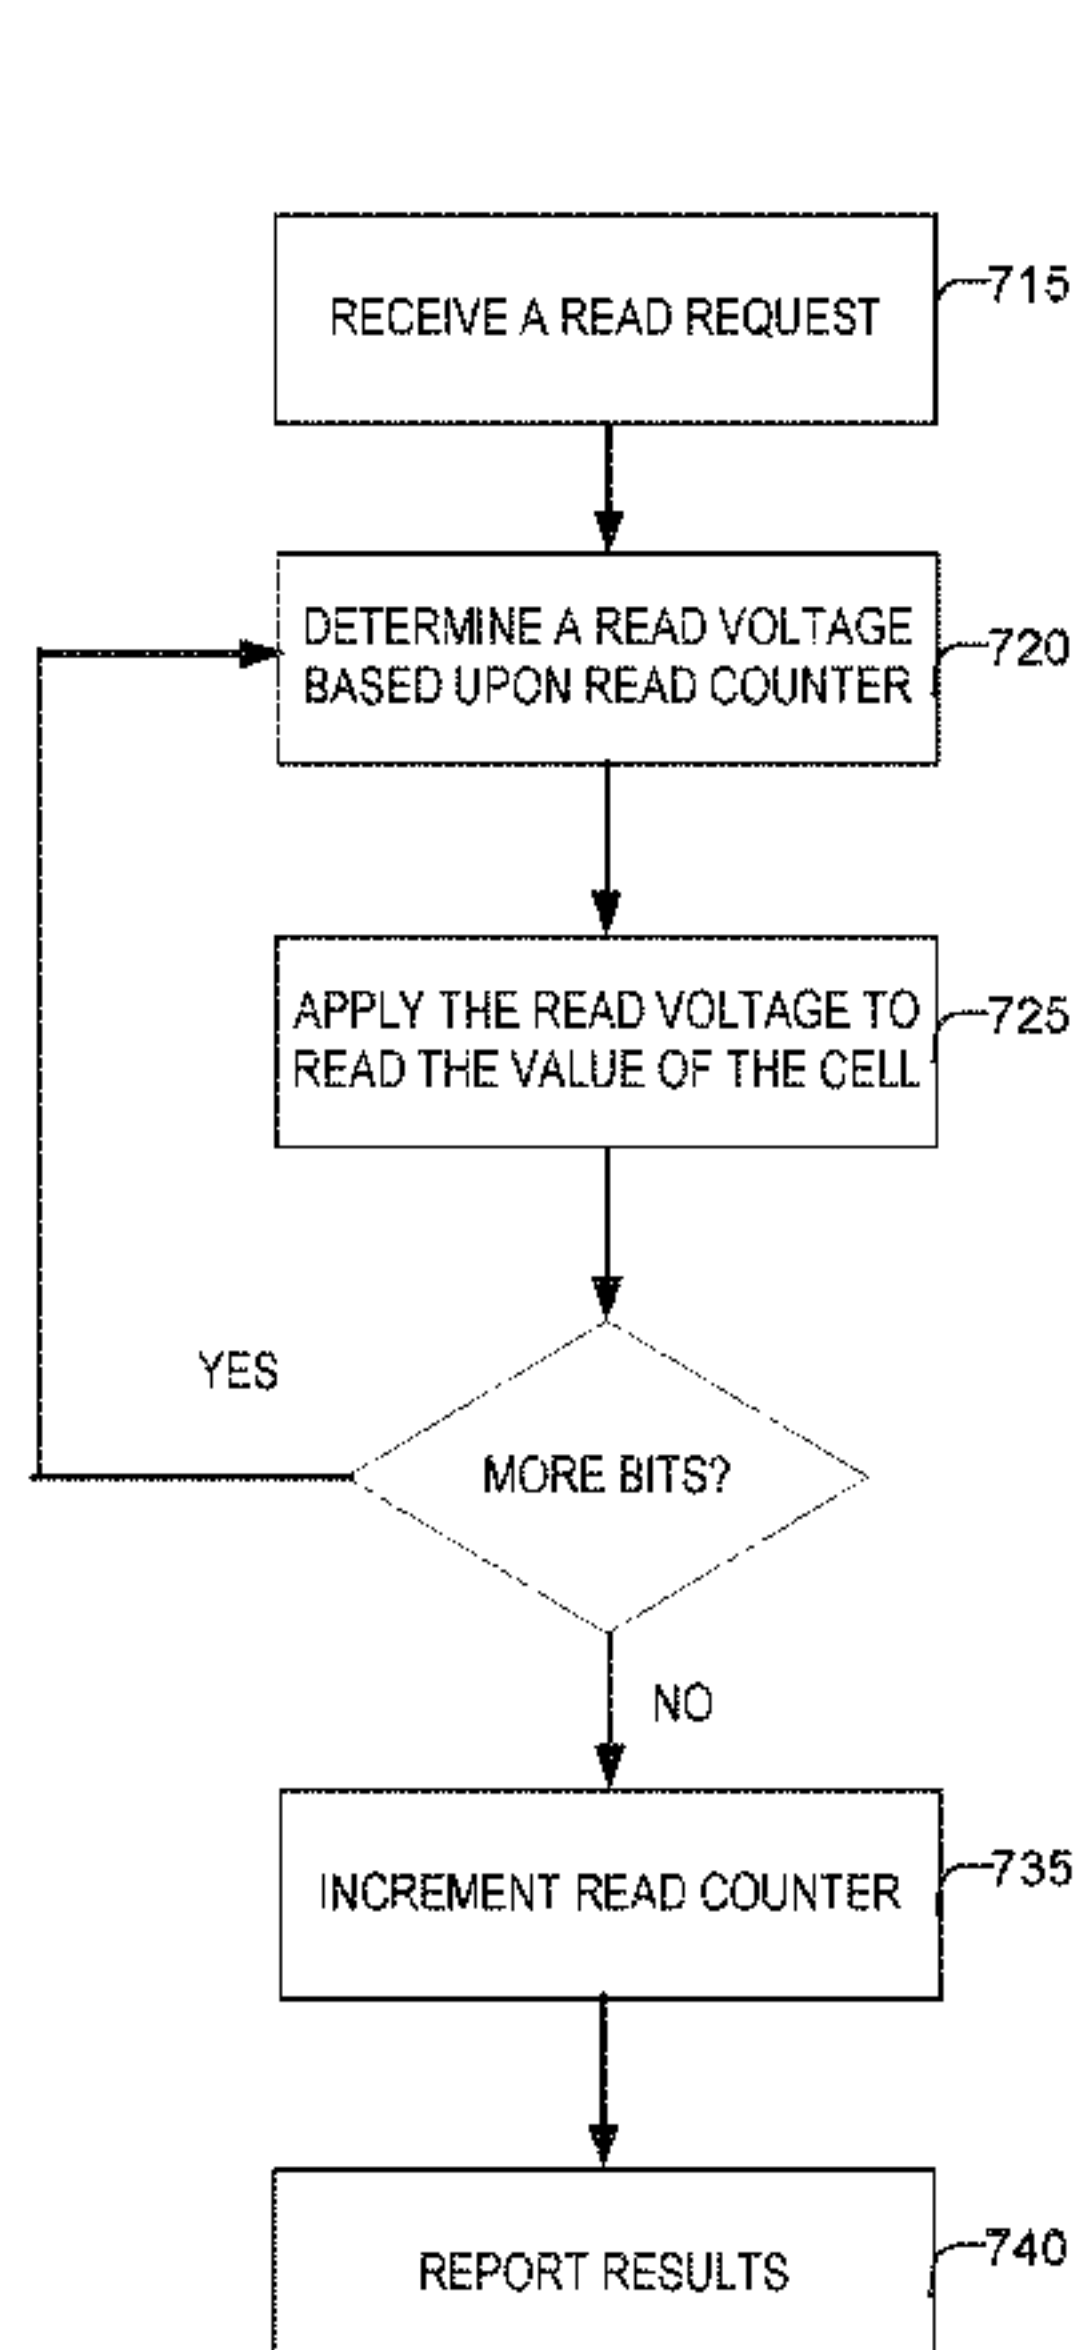 RECEIVE A READ REQUEST
715
DETERMINE A READ VOLTAGE
BASED UPON READ COUNTER
720
APPLY THE READ VOLTAGE TO
READ THE VALUE OF THE CELL
725
YES
MORE BITS?
NO
INCREMENT READ COUNTER
735
REPORT RESULTS
740